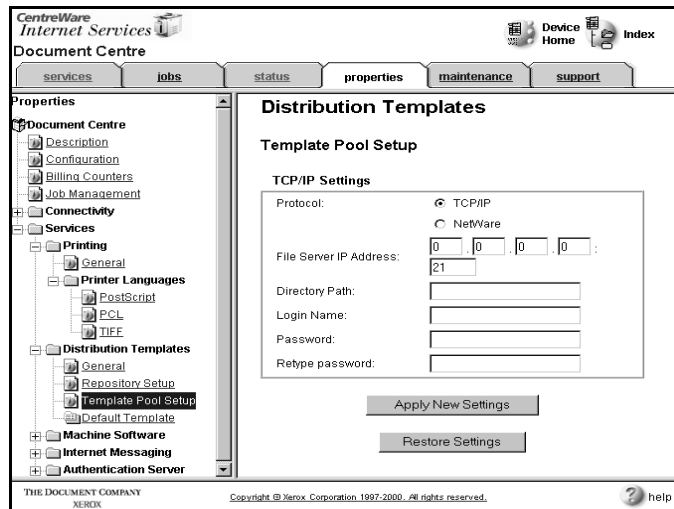 CentreWare
Internet Services
Document Centre
Device Home
Index
services
jobs
status
properties
maintenance
support
Properties
Document Centre
Description
Configuration
Billing Counters
Job Management
Connectivity
Services
Printing
General
Printer Languages
PostScript
PCL
TIFF
Distribution Templates
General
Repository Setup
Template Pool Setup
Default Template
Machine Software
Internet Messaging
Authentication Server
Distribution Templates
Template Pool Setup
TCP/IP Settings
Protocol:
TCP/IP
NetWare
File Server IP Address:
0 . 0 . 0 . 0 :
21
Directory Path:
Login Name:
Password:
Retype password:
Apply New Settings
Restore Settings
THE DOCUMENT COMPANY
XEROX
Copyright © Xerox Corporation 1997-2000. All rights reserved.
? help